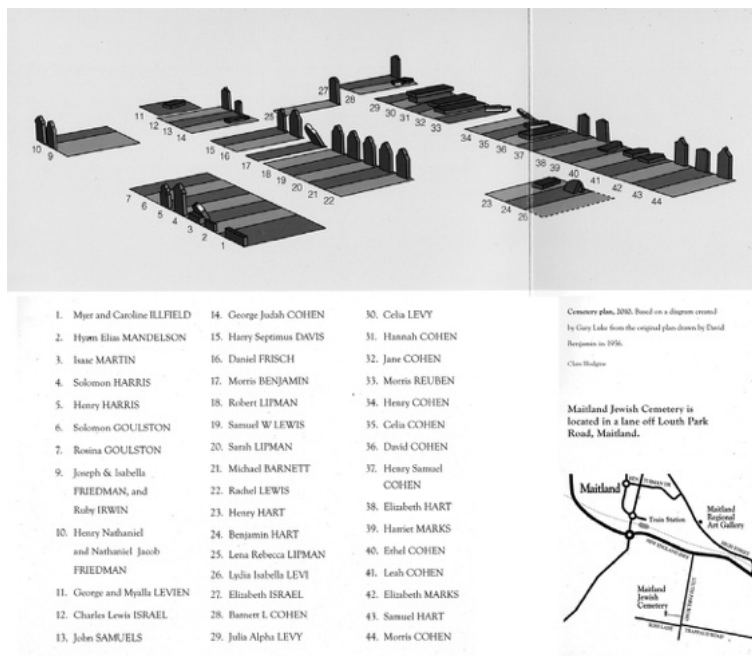 10
9
11
12
13
14
15
16
17
18
19
20
21
22
7
6
5
4
3
2
1
25
27
28
29
30
31
32
33
34
35
36
37
38
39
40
41
42
43
44
23
24
26
1. Myer and Caroline ILLFIELD
2. Hyam Elias MANDELSON
3. Isaac MARTIN
4. Solomon HARRIS
5. Henry HARRIS
6. Solomon GOULSTON
7. Rosina GOULSTON
9. Joseph & Isabella
FRIEDMAN, and
Ruby IRWIN
10. Henry Nathaniel
and Nathaniel Jacob
FRIEDMAN
11. George and Myalla LEVIEN
12. Charles Lewis ISRAEL
13. John SAMUELS
14. George Judah COHEN
15. Harry Septimus DAVIS
16. Daniel FRISCH
17. Morris BENJAMIN
18. Robert LIPMAN
19. Samuel W LEWIS
20. Sarah LIPMAN
21. Michael BARNETT
22. Rachel LEWIS
23. Henry HART
24. Benjamin HART
25. Lena Rebecca LIPMAN
26. Lydia Isabella LEVI
27. Elizabeth ISRAEL
28. Barnett L COHEN
29. Julia Alpha LEVY
30. Celia LEVY
31. Hannah COHEN
32. Jane COHEN
33. Morris REUBEN
34. Henry COHEN
35. Celia COHEN
36. David COHEN
37. Henry Samuel
COHEN
38. Elizabeth HART
39. Harriet MARKS
40. Ethel COHEN
41. Leah COHEN
42. Elizabeth MARKS
43. Samuel HART
44. Morris COHEN
Cemetery plan, 2010. Based on a diagram created
by Gary Luke from the original plan drawn by David
Benjamin in 1936.
Clare Hodgins
Maitland Jewish Cemetery is
located in a lane off Louth Park
Road, Maitland.
Maitland
Train Station
Maitland
Regional
Art Gallery
HIGH STREET
NEW ENGLAND HWY
LOUTH PARK ROAD
Maitland
Jewish
Cemetery